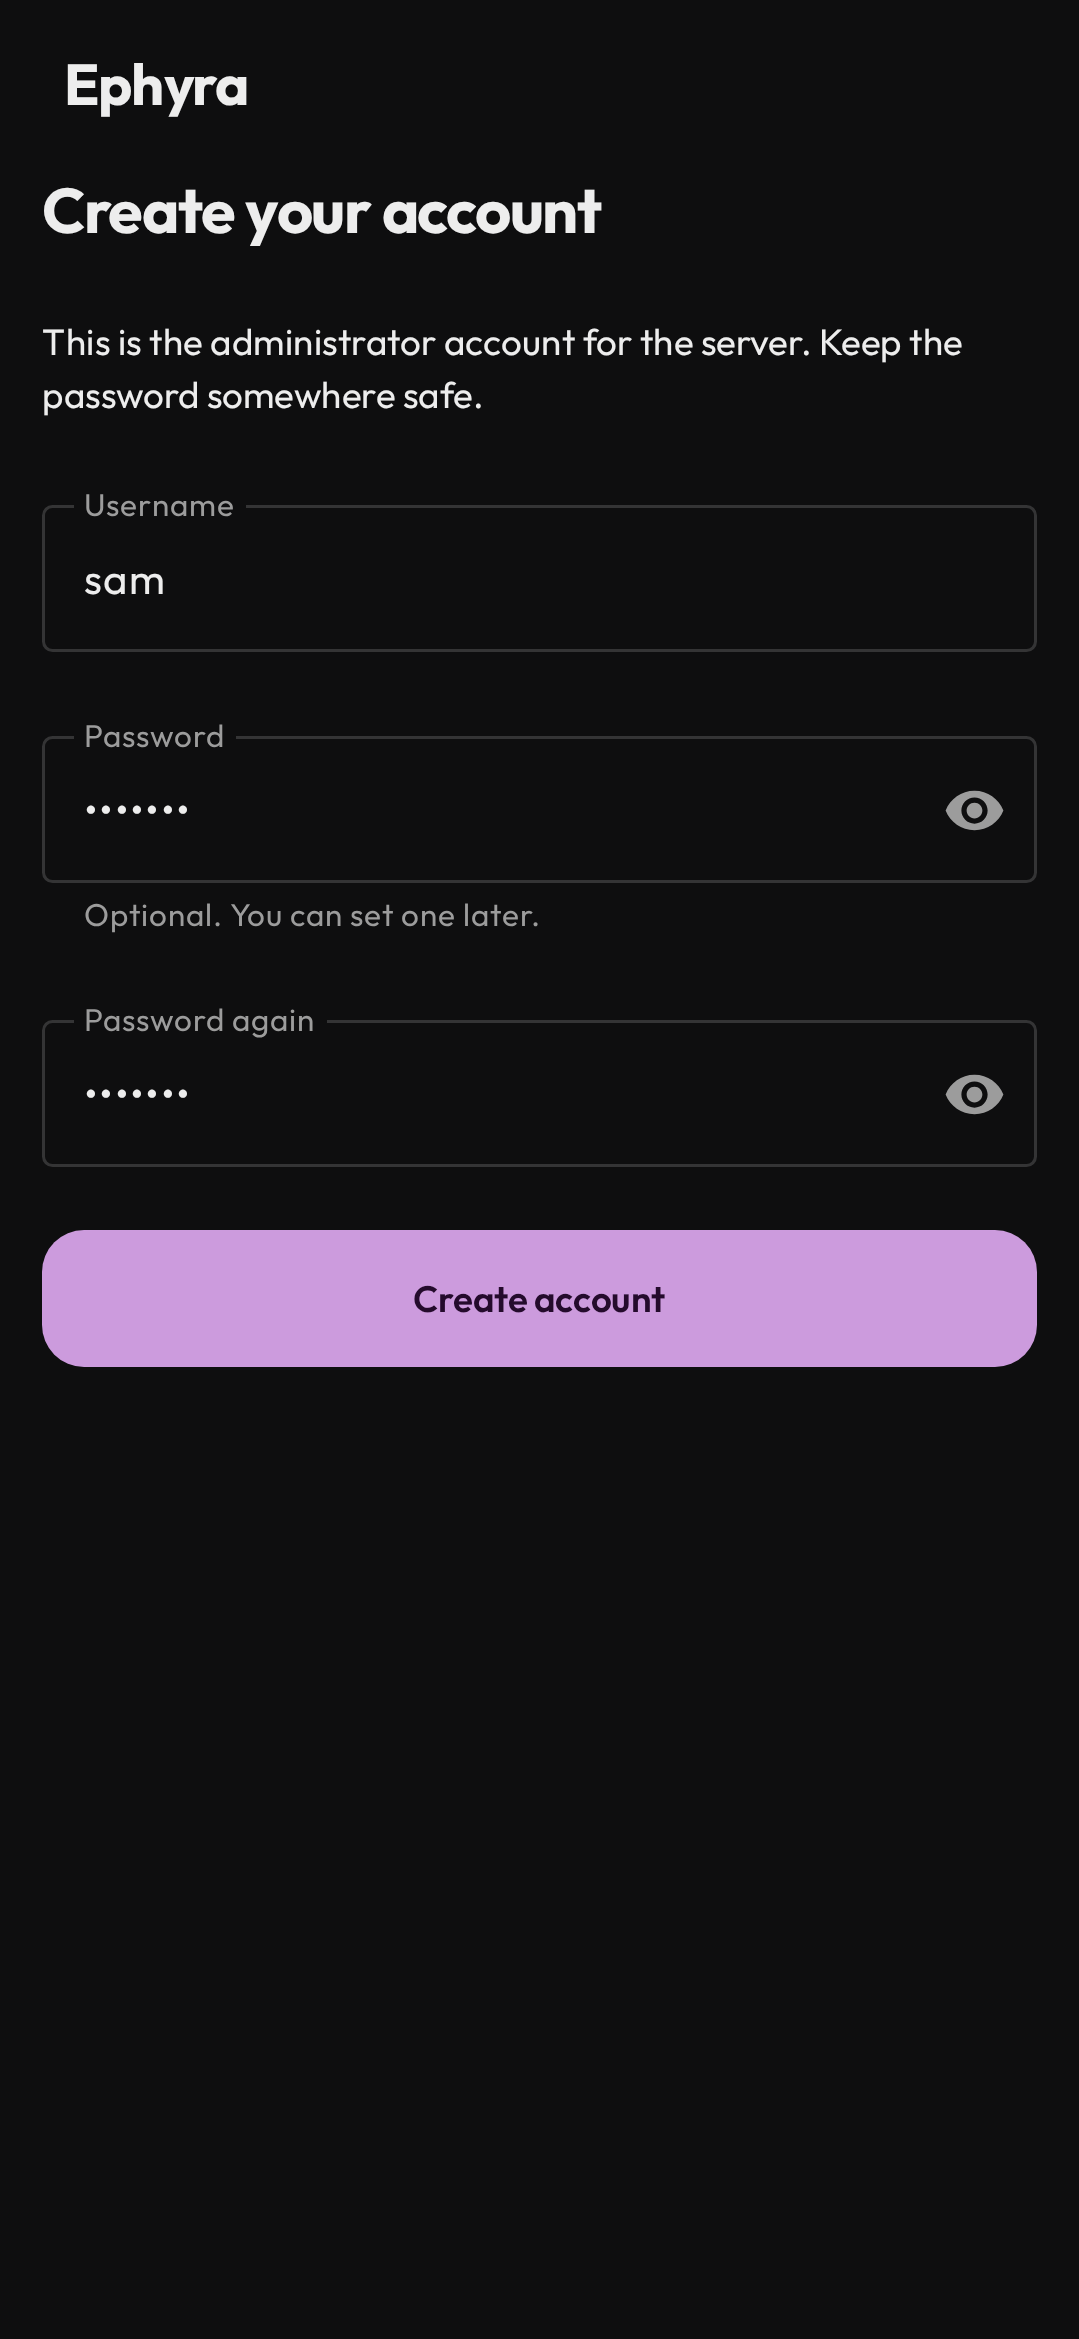 Ephyra
Create your account
This is the administrator account for the server. Keep the
password somewhere safe.
Username
sam
Password
•••••••
Optional. You can set one later.
Password again
•••••••
Create account